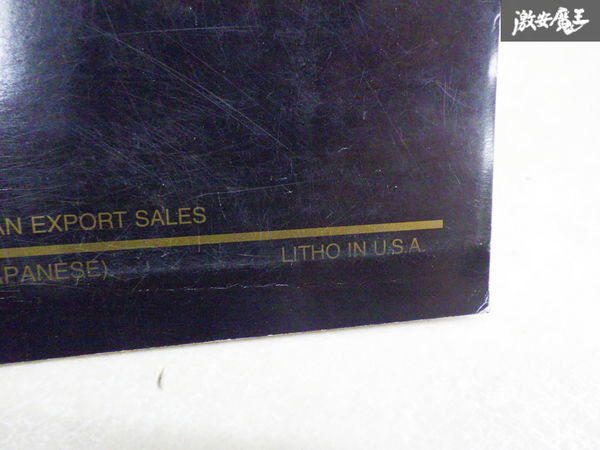 激安魔王
AN EXPORT SALES
APANESE)
LITHO IN U.S.A.